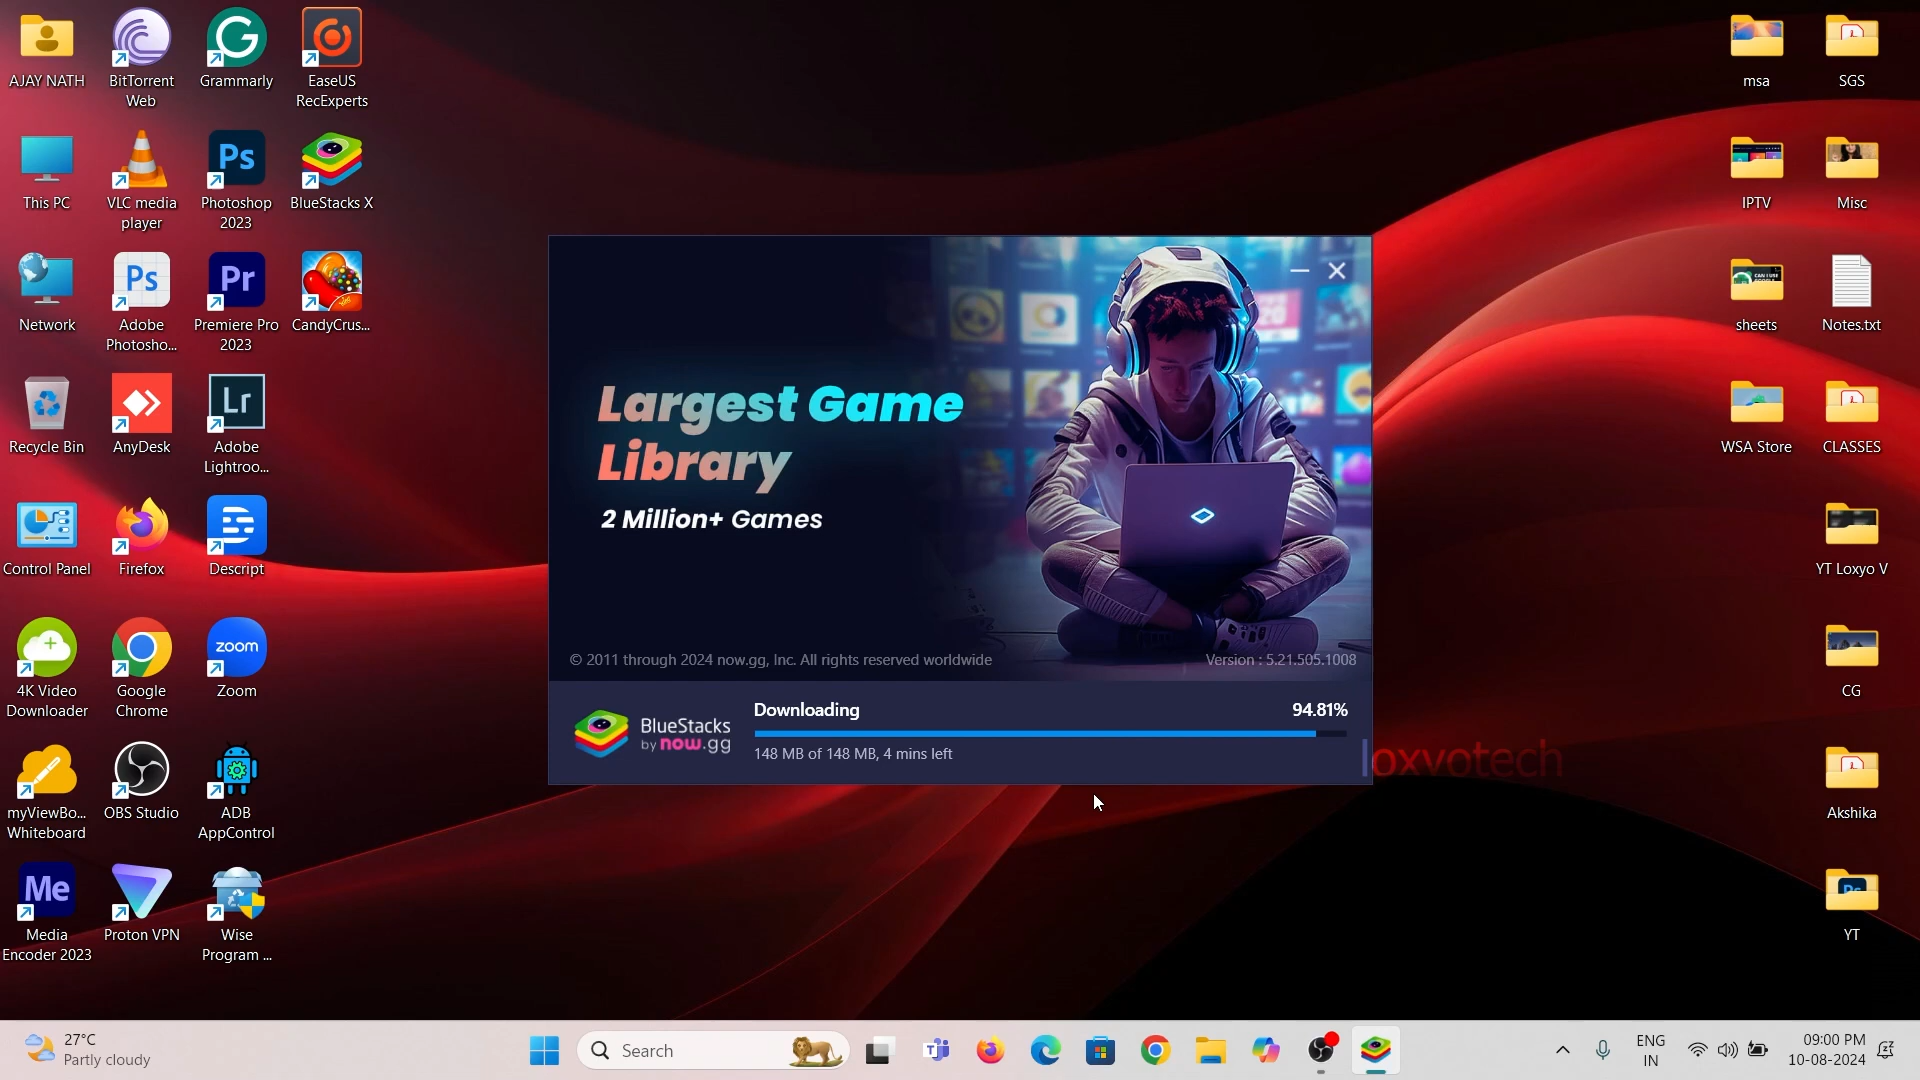 AJAY NATH
BitTorrent
Web
Grammarly
EaseUS
RecExperts
This PC
VLC media
player
Ps
Photoshop
2023
BlueStacks X
Network
Ps
Adobe
Photosho...
Pr
Premiere Pro
2023
CandyCrus...
Recycle Bin
AnyDesk
Lr
Adobe
Lightroo...
Control Panel
Firefox
Descript
4K Video
Downloader
Google
Chrome
zoom
Zoom
myViewBo...
Whiteboard
OBS Studio
ADB
AppControl
Me
Media
Encoder 2023
Proton VPN
Wise
Program ...
Largest Game
Library
2 Million+ Games
© 2011 through 2024 now.gg, Inc. All rights reserved worldwide
Version : 5.21.505.1008
BlueStacks
by now.gg
Downloading
94.81%
148 MB of 148 MB, 4 mins left
oxyotech
msa
SGS
IPTV
Misc
sheets
Notes.txt
WSA Store
CLASSES
YT Loxyo V
CG
Akshika
YT
27°C
Partly cloudy
Search
ENG
IN
09:00 PM
10-08-2024